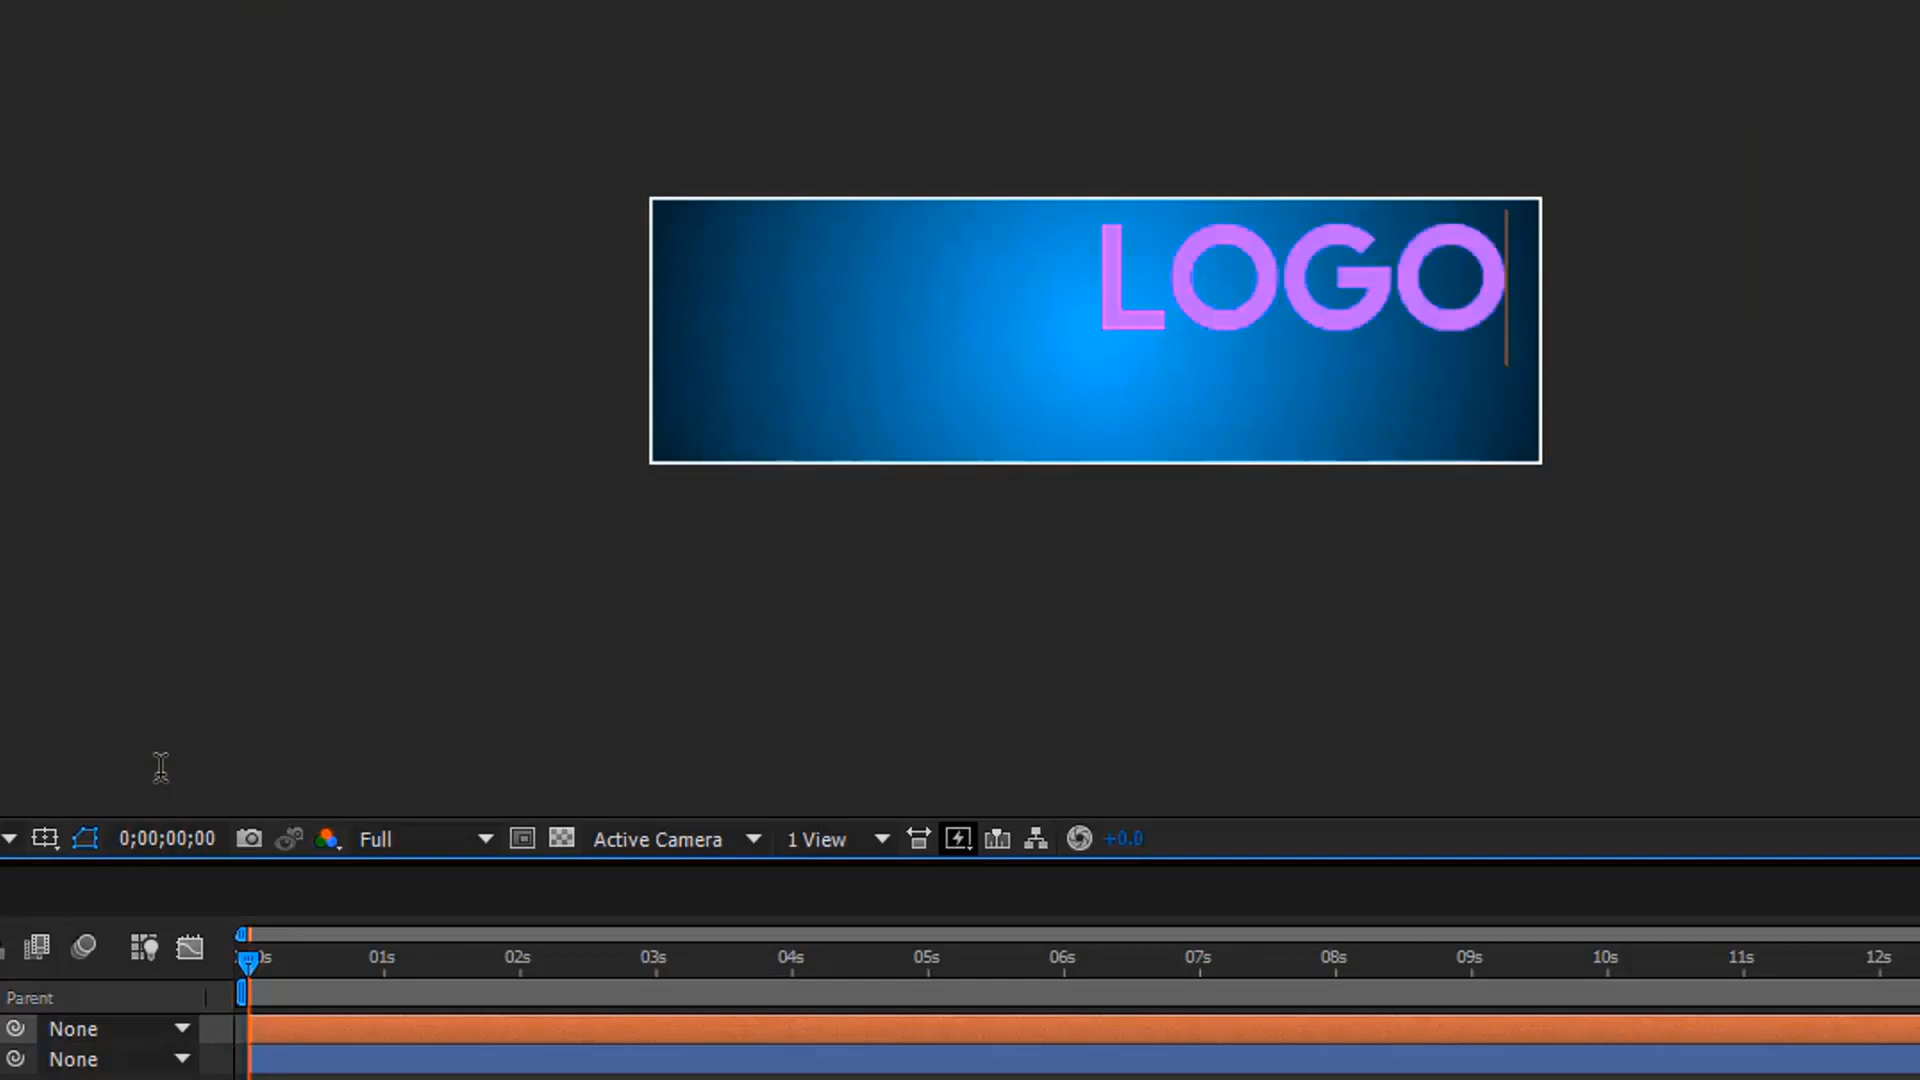 LOGO
0;00;00;00 Full Active Camera 1 View +0.0
0s 01s 02s 03s 04s 05s 06s 07s 08s 09s 10s 11s 12s
Parent
None
None